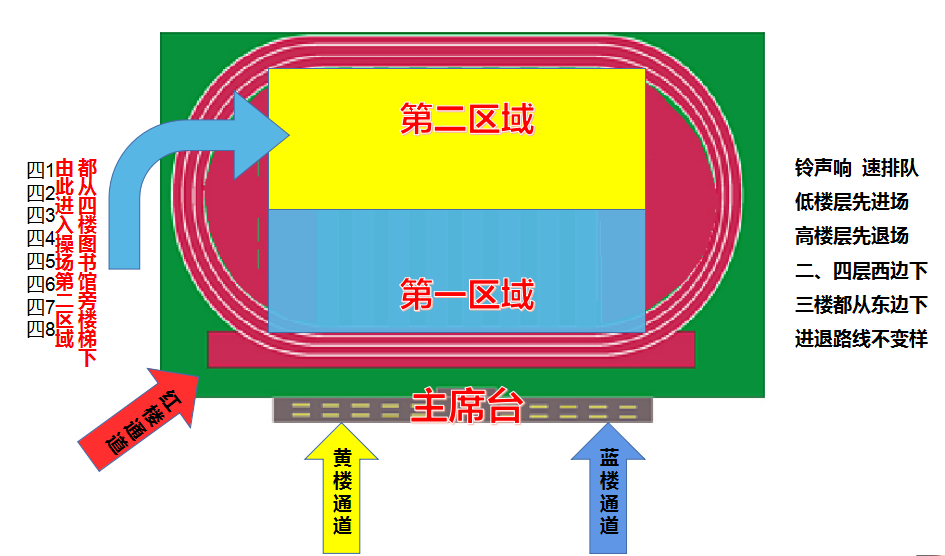 第二区域
第一区域
主席台
四1
四2
四3
四4
四5
四6
四7
四8
由此进入操场第二区域
都从四楼图书馆旁楼梯下
铃声响 速排队
低楼层先进场
高楼层先退场
二、四层西边下
三楼都从东边下
进退路线不变样
红楼通道
黄楼通道
蓝楼通道